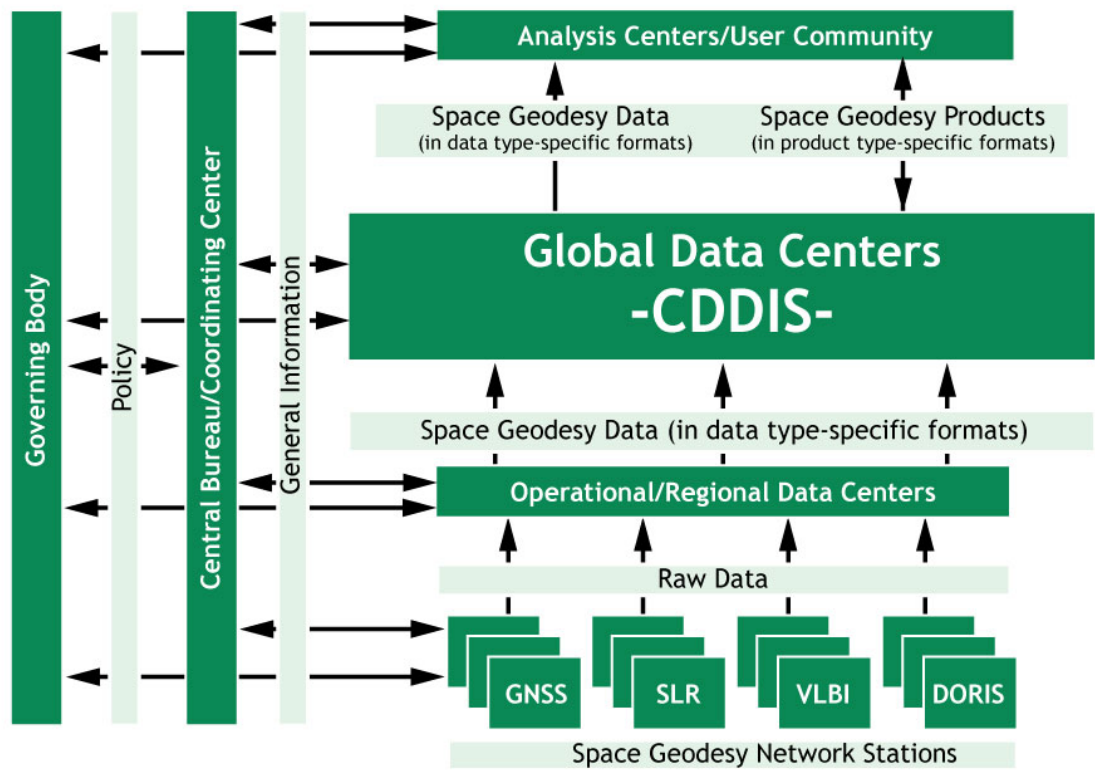 Analysis Centers/User Community
Space Geodesy Data
(in data type-specific formats)
Space Geodesy Products
(in product type-specific formats)
Global Data Centers
-CDDIS-
Governing Body
Policy
Central Bureau/Coordinating Center
General Information
Space Geodesy Data (in data type-specific formats)
Operational/Regional Data Centers
Raw Data
GNSS
SLR
VLBI
DORIS
Space Geodesy Network Stations